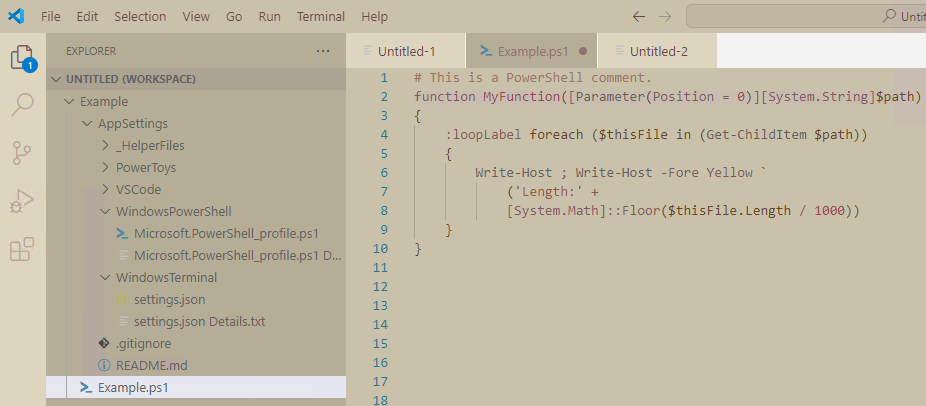 File Edit Selection View Go Run Terminal Help
Untit
1
EXPLORER ···
UNTITLED (WORKSPACE)
Example
AppSettings
_HelperFiles
PowerToys
VSCode
WindowsPowerShell
Microsoft.PowerShell_profile.ps1
Microsoft.PowerShell_profile.ps1 D...
WindowsTerminal
settings.json
settings.json Details.txt
.gitignore
README.md
Example.ps1
Untitled-1 Example.ps1 Untitled-2
1 # This is a PowerShell comment.
2 function MyFunction([Parameter(Position = 0)][System.String]$path)
3 {
4 :loopLabel foreach ($thisFile in (Get-ChildItem $path))
5 {
6 Write-Host ; Write-Host -Fore Yellow `
7 ('Length:' +
8 [System.Math]::Floor($thisFile.Length / 1000))
9 }
10 }
11
12
13
14
15
16
17
18